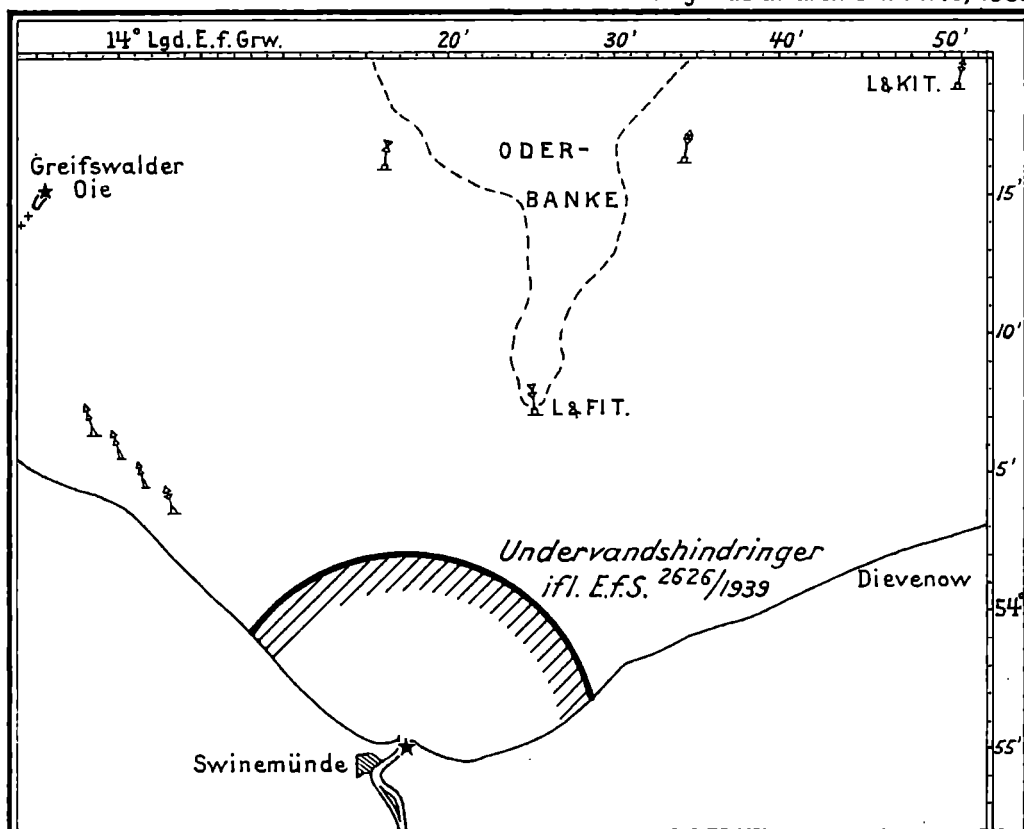 14° Lgd. E. f. Grw.
20'
30'
40'
50'
L&KIT.
ODER-
BANKE
Greifswalder
Oie
15'
10'
L&FIT.
5'
Undervandshindringer
ifl. E.f.S. 2626/1939
Dievenow
54°
55'
Swinemünde